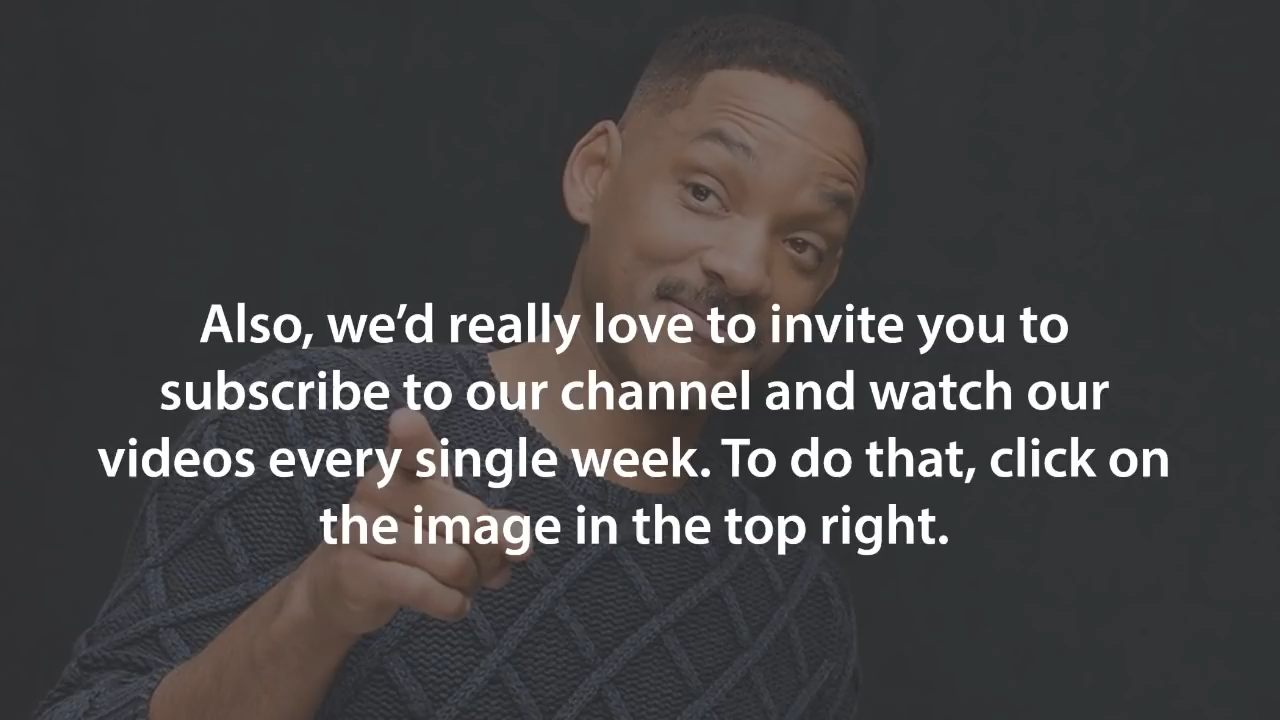 Also, we’d really love to invite you to
subscribe to our channel and watch our
videos every single week. To do that, click on
the image in the top right.